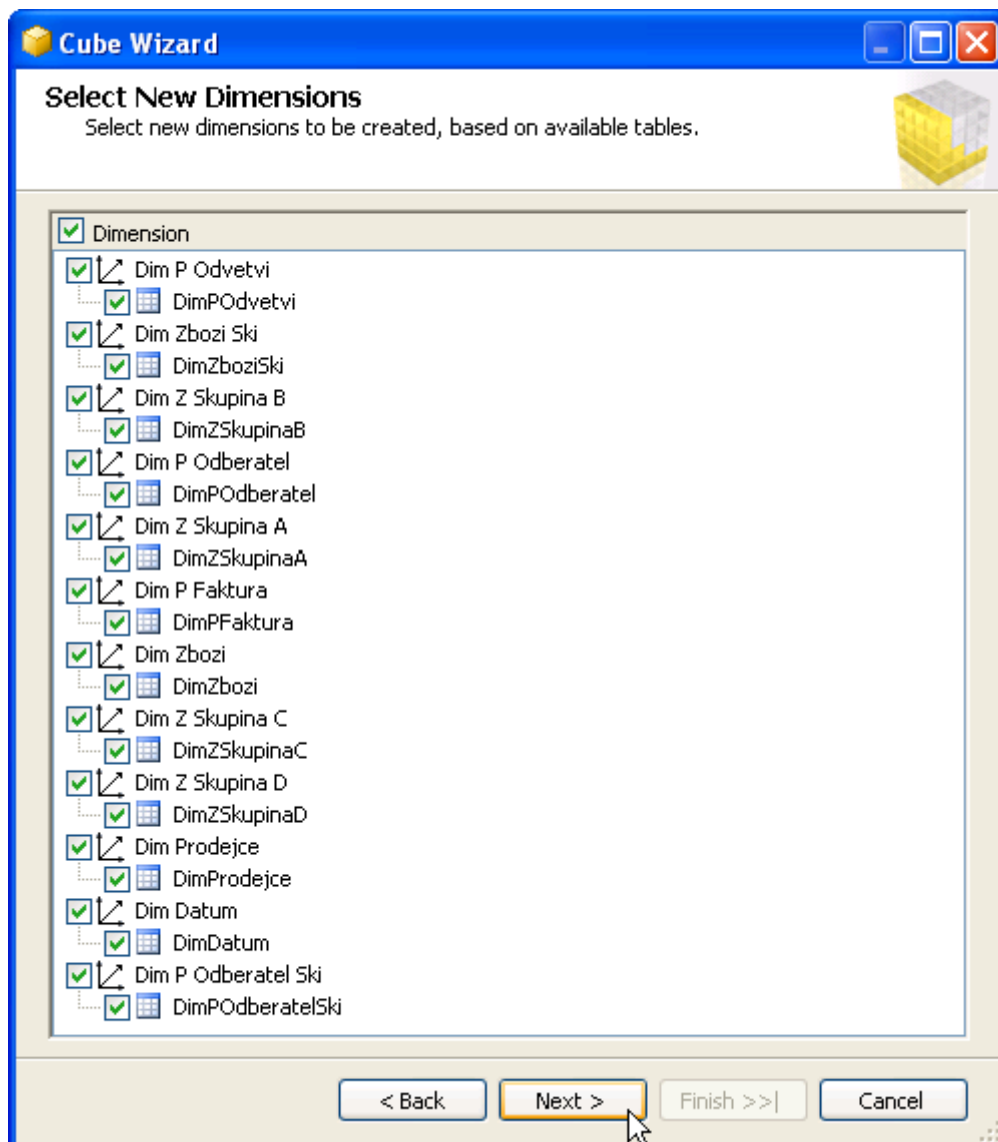 Cube Wizard
Select New Dimensions
Select new dimensions to be created, based on available tables.
Dimension
Dim P Odvetvi
DimPOdvetvi
Dim Zbozi Ski
DimZboziSki
Dim Z Skupina B
DimZSkupinaB
Dim P Odberatel
DimPOdberatel
Dim Z Skupina A
DimZSkupinaA
Dim P Faktura
DimPFaktura
Dim Zbozi
DimZbozi
Dim Z Skupina C
DimZSkupinaC
Dim Z Skupina D
DimZSkupinaD
Dim Prodejce
DimProdejce
Dim Datum
DimDatum
Dim P Odberatel Ski
DimPOdberatelSki
< Back Next > Finish >>| Cancel